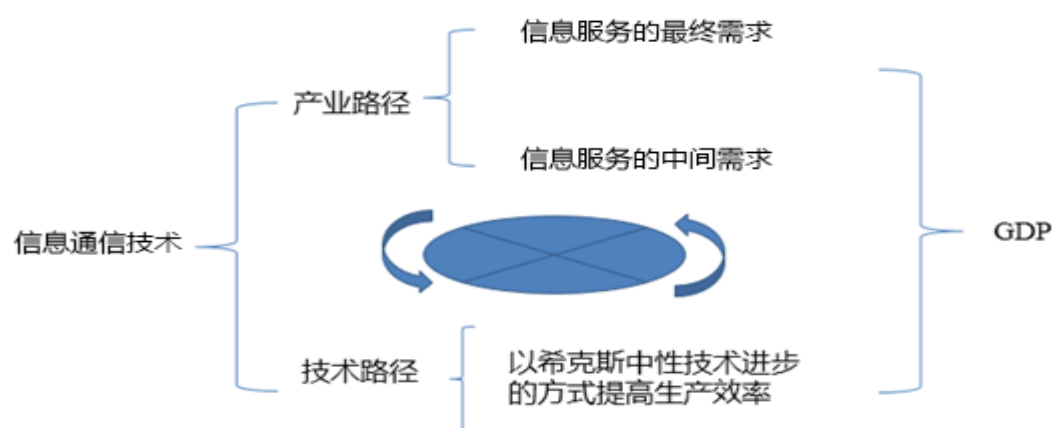 信息服务的最终需求
产业路径
信息服务的中间需求
信息通信技术
GDP
技术路径
以希克斯中性技术进步
的方式提高生产效率